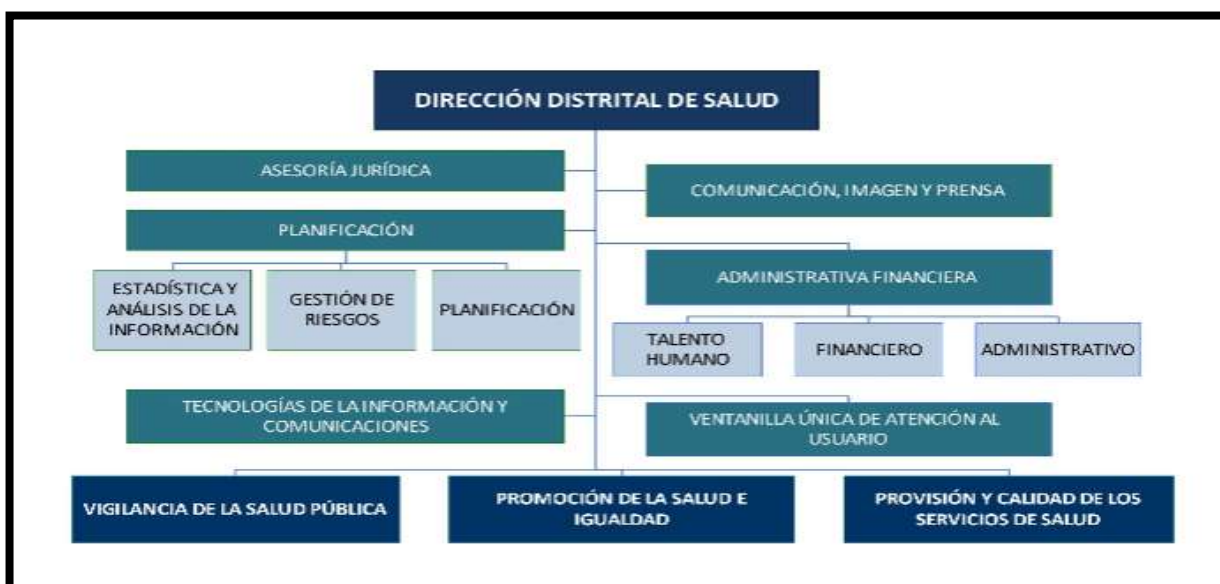 DIRECCIÓN DISTRITAL DE SALUD
ASESORÍA JURÍDICA
COMUNICACIÓN, IMAGEN Y PRENSA
PLANIFICACIÓN
ESTADÍSTICA Y
ANÁLISIS DE LA
INFORMACIÓN
GESTIÓN DE
RIESGOS
PLANIFICACIÓN
ADMINISTRATIVA FINANCIERA
TALENTO
HUMANO
FINANCIERO
ADMINISTRATIVO
TECNOLOGÍAS DE LA INFORMACIÓN Y
COMUNICACIONES
VENTANILLA ÚNICA DE ATENCIÓN AL
USUARIO
VIGILANCIA DE LA SALUD PÚBLICA
PROMOCIÓN DE LA SALUD E
IGUALDAD
PROVISIÓN Y CALIDAD DE LOS
SERVICIOS DE SALUD